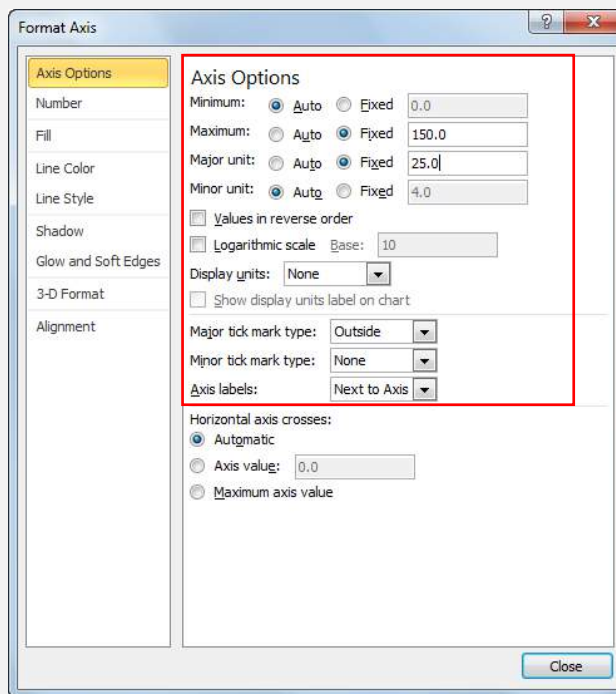 Format Axis
?
Axis Options
Number
Fill
Line Color
Line Style
Shadow
Glow and Soft Edges
3-D Format
Alignment
Axis Options
Minimum: Auto Fixed 0.0
Maximum: Auto Fixed 150.0
Major unit: Auto Fixed 25.0
Minor unit: Auto Fixed 4.0
Values in reverse order
Logarithmic scale Base: 10
Display units: None
Show display units label on chart
Major tick mark type: Outside
Minor tick mark type: None
Axis labels: Next to Axis
Horizontal axis crosses:
Automatic
Axis value: 0.0
Maximum axis value
Close